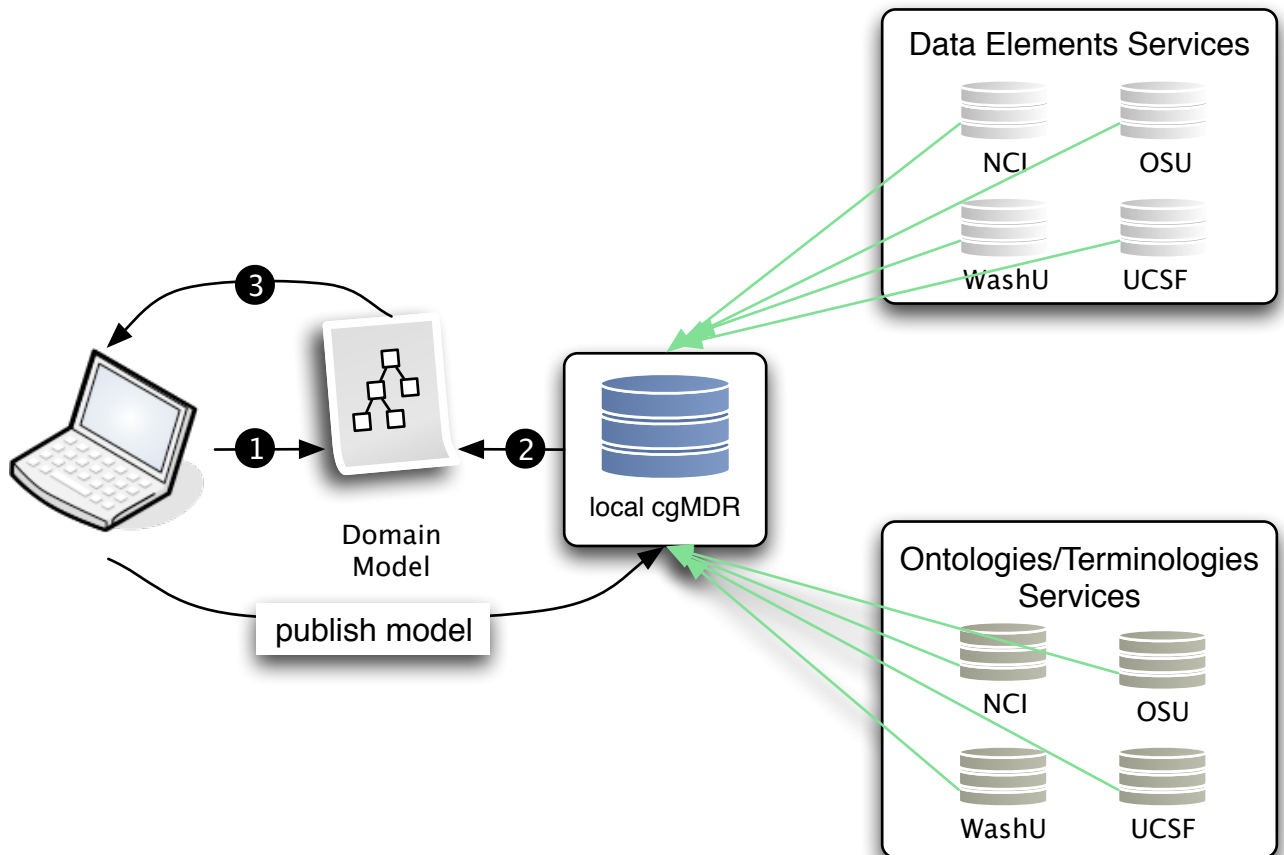 Data Elements Services
NCI
OSU
WashU
UCSF
3
1
2
local cgMDR
Domain
Model
publish model
Ontologies/Terminologies
Services
NCI
OSU
WashU
UCSF